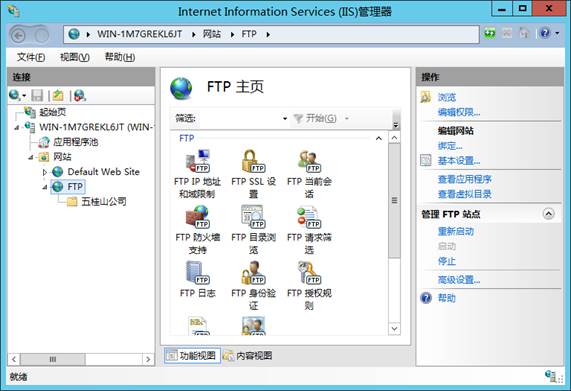 Internet Information Services (IIS)管理器
WIN-1M7GREKL6JT 网站 FTP
文件(F) 视图(V) 帮助(H)
连接
起始页
WIN-1M7GREKL6JT (WIN-
应用程序池
网站
Default Web Site
FTP
五桂山公司
FTP 主页
筛选: 开始(G)
FTP
FTP IP 地址
和域限制
FTP SSL 设
置
FTP 当前会
话
FTP 防火墙
支持
FTP 目录浏
览
FTP 请求筛
选
FTP 日志
FTP 身份验
证
FTP 授权规
则
功能视图 内容视图
操作
浏览
编辑权限...
编辑网站
绑定...
基本设置...
查看应用程序
查看虚拟目录
管理 FTP 站点
重新启动
启动
停止
高级设置...
帮助
就绪